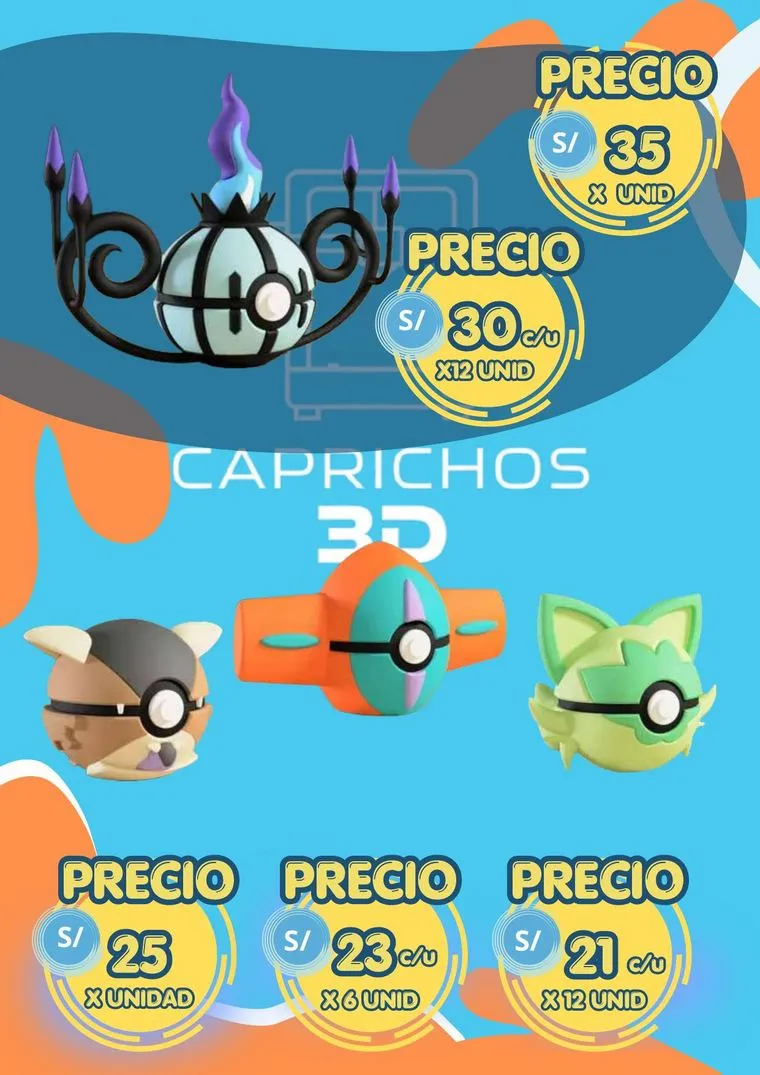 PRECIO
S/ 35
X UNID
PRECIO
S/ 30 c/u
X12 UNID
CAPRICHOS
3D
PRECIO
S/ 25
X UNIDAD
PRECIO
S/ 23 c/u
X 6 UNID
PRECIO
S/ 21 c/u
X 12 UNID